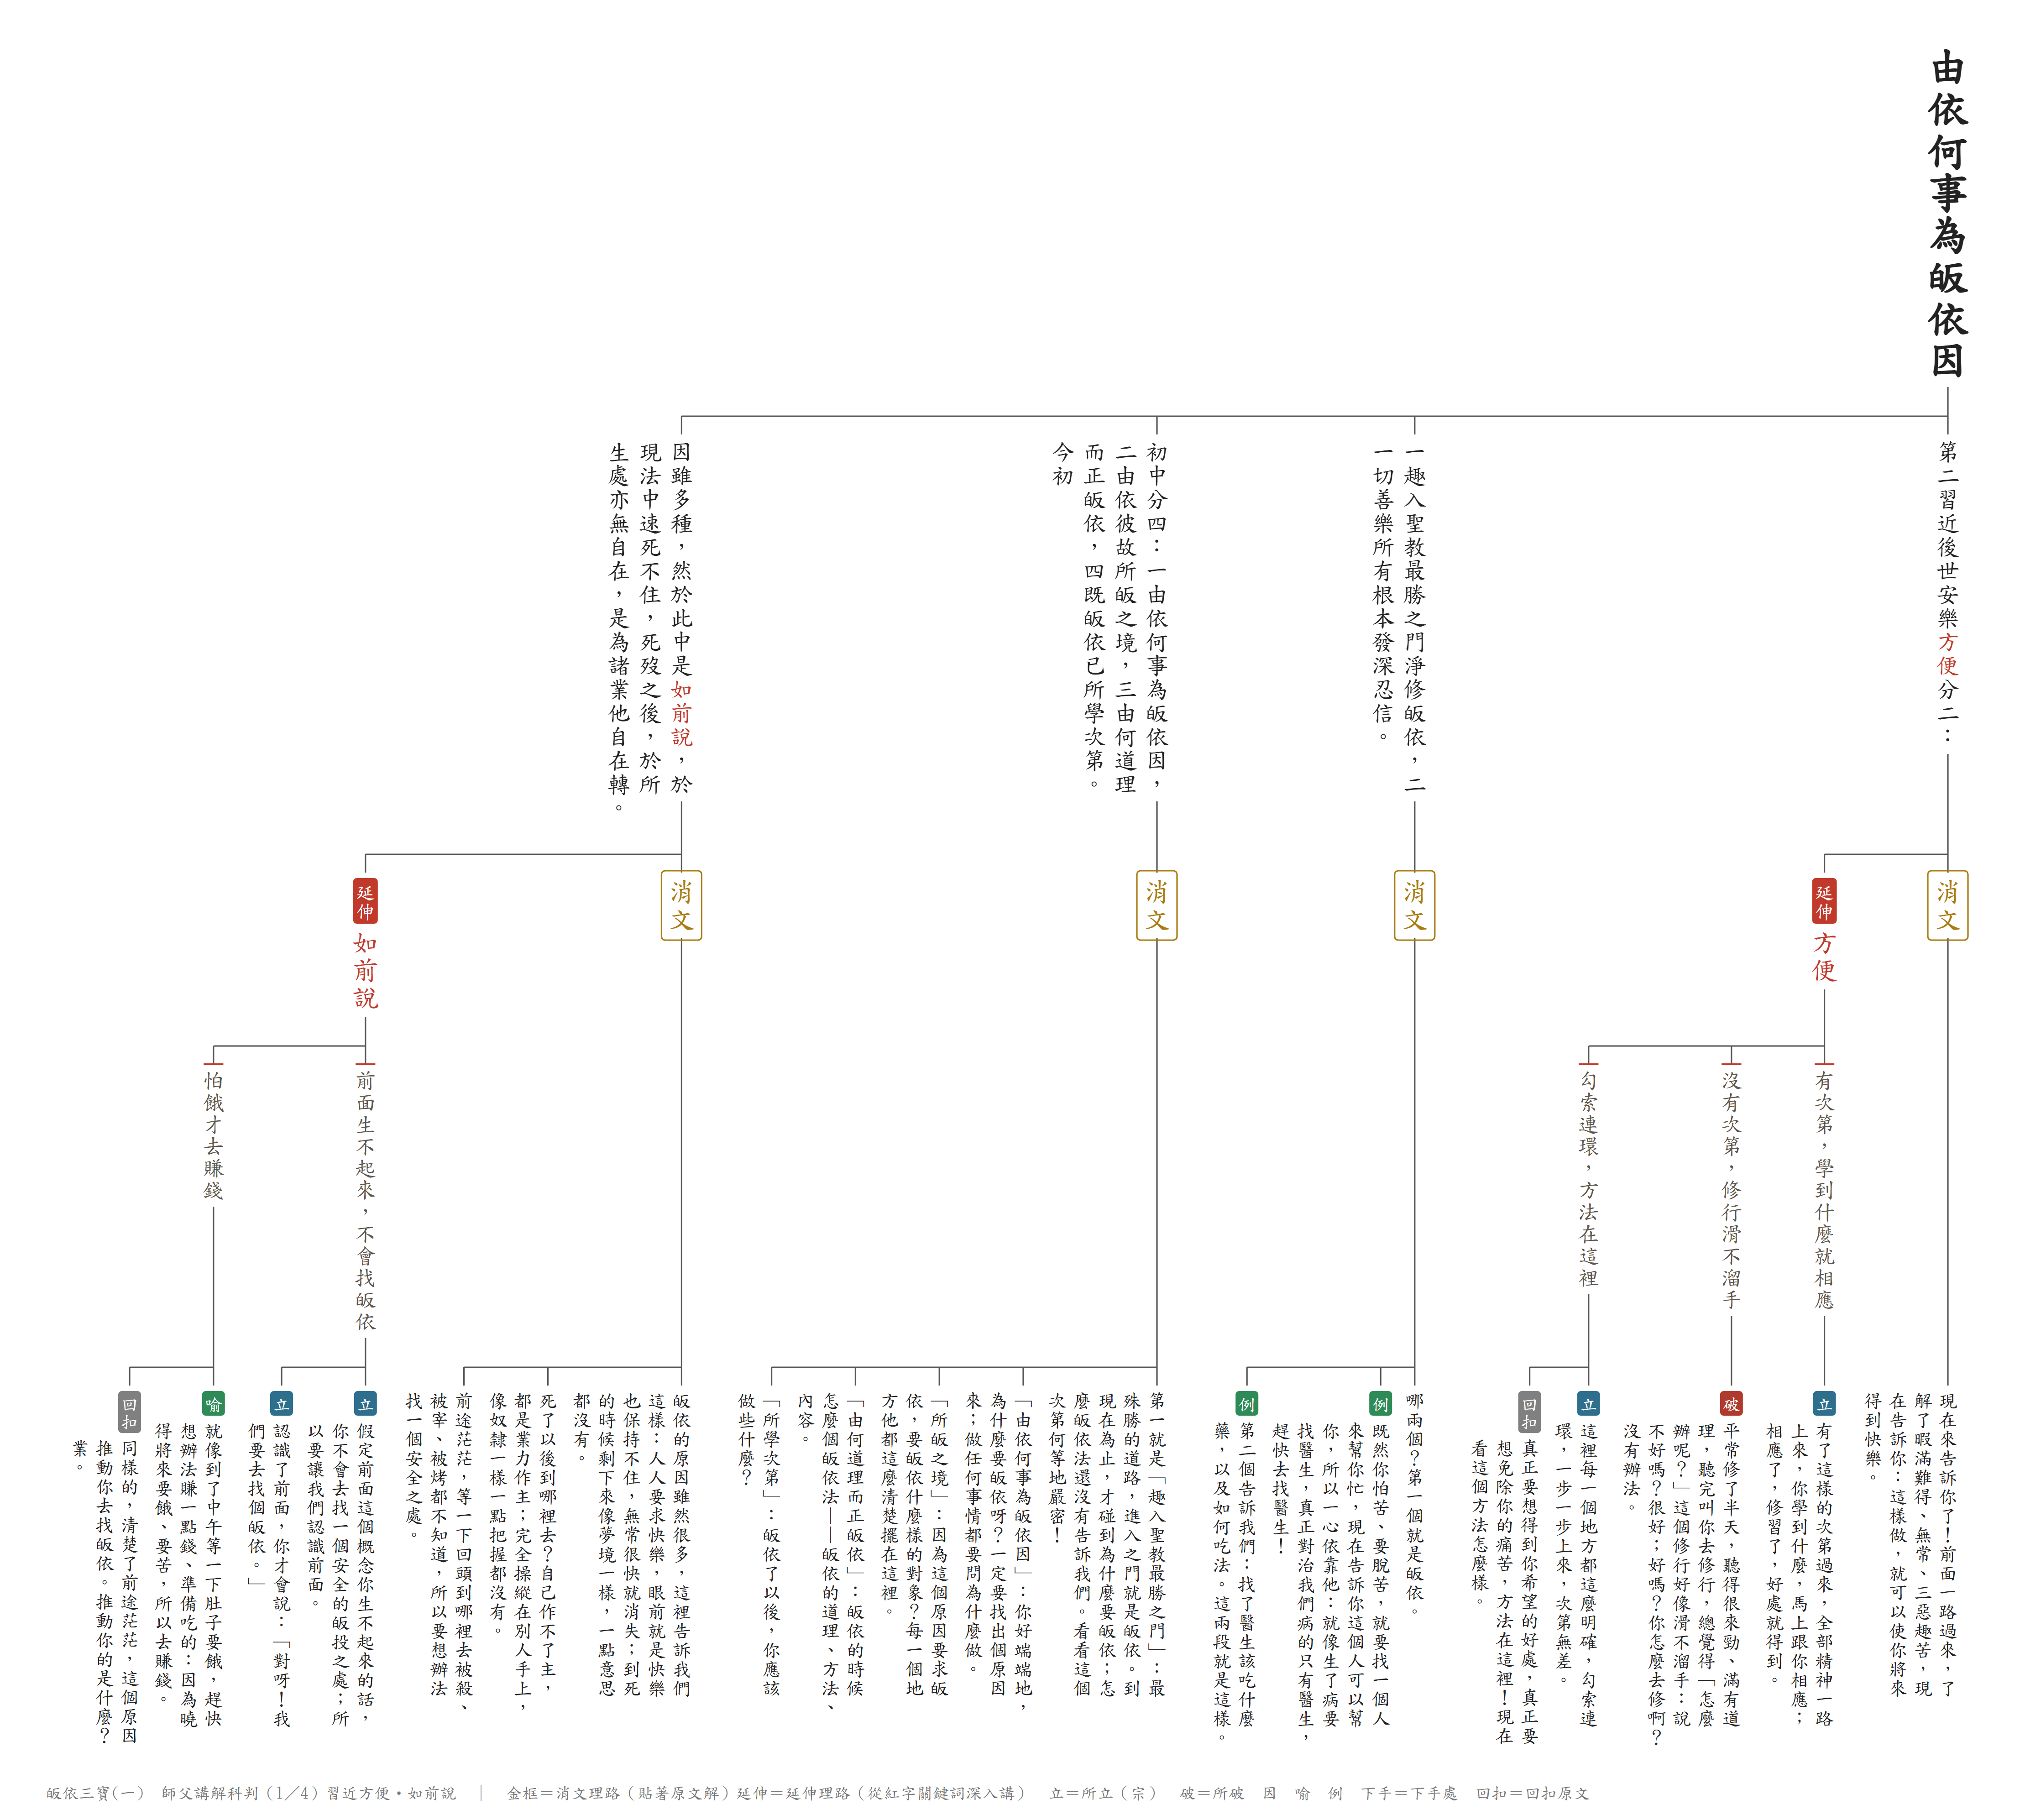 由依何事為皈依因
第二習近後世安樂方便分二：
一趣入聖教最勝之門淨修皈依，二
一切善樂所有根本發深忍信。
初中分四：一由依何事為皈依因，
二由依彼故所皈之境，三由何道理
而正皈依，四既皈依已所學次第。
今初
因雖多種，然於此中是如前說，於
現法中速死不住，死歿之後，於所
生處亦無自在，是為諸業他自在轉。
消文
延伸
方便
消文
消文
消文
延伸
如前說
有次第，學到什麼就相應
沒有次第，修行滑不溜手
勾索連環，方法在這裡
前面生不起來，不會找皈依
怕餓才去賺錢
現在來告訴你了！前面一路過來，了
解了暇滿難得、無常、三惡趣苦，現
在告訴你：這樣做，就可以使你將來
得到快樂。
立
有了這樣的次第過來，全部精神一路
上來，你學到什麼，馬上跟你相應；
相應了，修習了，好處就得到。
破
平常修了半天，聽得很來勁、滿有道
理，聽完叫你去修行，總覺得「怎麼
辦呢？」這個修行好像滑不溜手：說
不好嗎？很好；好嗎？你怎麼去修啊？
沒有辦法。
立
這裡每一個地方都這麼明確，勾索連
環，一步一步上來，次第無差。
回扣
真正要想得到你希望的好處，真正要
想免除你的痛苦，方法在這裡！現在
看這個方法怎麼樣。
哪兩個？第一個就是皈依。
例
既然你怕苦、要脫苦，就要找一個人
來幫你忙，現在告訴你這個人可以幫
你，所以一心依靠他：就像生了病要
找醫生，真正對治我們病的只有醫生，
趕快去找醫生！
例
第二個告訴我們：找了醫生該吃什麼
藥，以及如何吃法。這兩段就是這樣。
第一就是「趣入聖教最勝之門」：最
殊勝的道路，進入之門就是皈依。到
現在為止，才碰到為什麼要皈依；怎
麼皈依法還沒有告訴我們。看看這個
次第何等地嚴密！
「由依何事為皈依因」：你好端端地，
為什麼要皈依呀？一定要找出個原因
來；做任何事情都要問為什麼做。
「所皈之境」：因為這個原因要求皈
依，要皈依什麼樣的對象？每一個地
方他都這麼清楚擺在這裡。
「由何道理而正皈依」：皈依的時候
怎麼個皈依法——皈依的道理、方法、
內容。
「所學次第」：皈依了以後，你應該
做些什麼？
皈依的原因雖然很多，這裡告訴我們
這樣：人人要求快樂，眼前就是快樂
也保持不住，無常很快就消失；到死
的時候剩下來像夢境一樣，一點意思
都沒有。
死了以後到哪裡去？自己作不了主，
都是業力作主；完全操縱在別人手上，
像奴隸一樣一點把握都沒有。
前途茫茫，等一下回頭到哪裡去被殺、
被宰、被烤都不知道，所以要想辦法
找一個安全之處。
立
假定前面這個概念你生不起來的話，
你不會去找一個安全的皈投之處；所
以要讓我們認識前面。
立
認識了前面，你才會說：「對呀！我
們要去找個皈依。」
喻
就像到了中午等一下肚子要餓，趕快
想辦法賺一點錢、準備吃的：因為曉
得將來要餓、要苦，所以去賺錢。
回扣
同樣的，清楚了前途茫茫，這個原因
推動你去找皈依。推動你的是什麼？
業。
皈依三寶(一)　師父講解科判（1／4）習近方便・如前說　｜　金框＝消文理路（貼著原文解）延伸＝延伸理路（從紅字關鍵詞深入講）　立＝所立（宗）　破＝所破　因　喻　例　下手＝下手處　回扣＝回扣原文